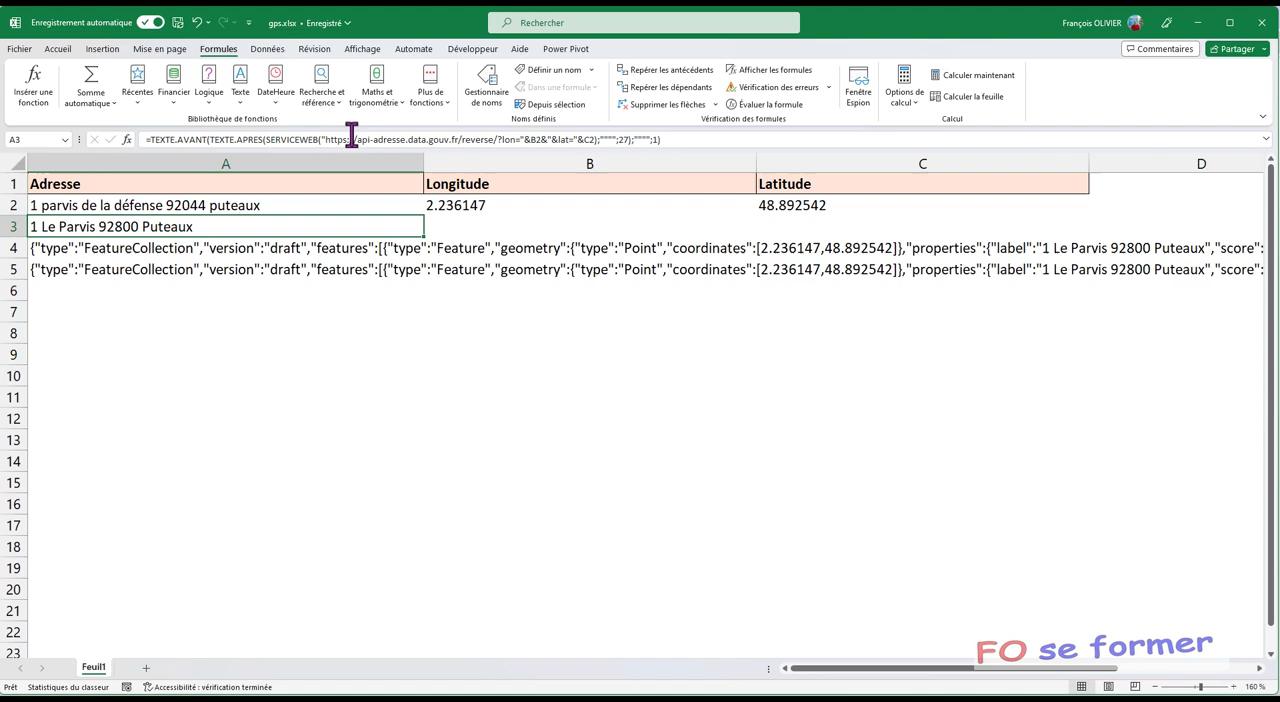 Enregistrement automatique
gps.xlsx • Enregistré
Rechercher
François OLIVIER
Fichier Accueil Insertion Mise en page Formules Données Révision Affichage Automate Développeur Aide Power Pivot
Commentaires Partager
Insérer une fonction
Somme automatique
Récentes
Financier
Logique
Texte
DateHeure
Recherche et référence
Maths et trigonométrie
Plus de fonctions
Bibliothèque de fonctions
Gestionnaire de noms
Définir un nom
Dans une formule
Depuis sélection
Noms définis
Repérer les antécédents
Repérer les dépendants
Supprimer les flèches
Afficher les formules
Vérification des erreurs
Évaluer la formule
Vérification des formules
Fenêtre Espion
Options de calcul
Calculer maintenant
Calculer la feuille
Calcul
A3
=TEXTE.AVANT(TEXTE.APRES(SERVICEWEB("https://api-adresse.data.gouv.fr/reverse/?lon="&B2&"&lat="&C2);"""";27);"""";1)
A B C D
1 Adresse Longitude Latitude
2 1 parvis de la défense 92044 puteaux 2.236147 48.892542
3 1 Le Parvis 92800 Puteaux
4 {"type":"FeatureCollection","version":"draft","features":[{"type":"Feature","geometry":{"type":"Point","coordinates":[2.236147,48.892542]},"properties":{"label":"1 Le Parvis 92800 Puteaux","score":
5 {"type":"FeatureCollection","version":"draft","features":[{"type":"Feature","geometry":{"type":"Point","coordinates":[2.236147,48.892542]},"properties":{"label":"1 Le Parvis 92800 Puteaux","score":
6
7
8
9
10
11
12
13
14
15
16
17
18
19
20
21
22
23
FO se former
Feuil1
Prêt Statistiques du classeur Accessibilité : vérification terminée 160 %